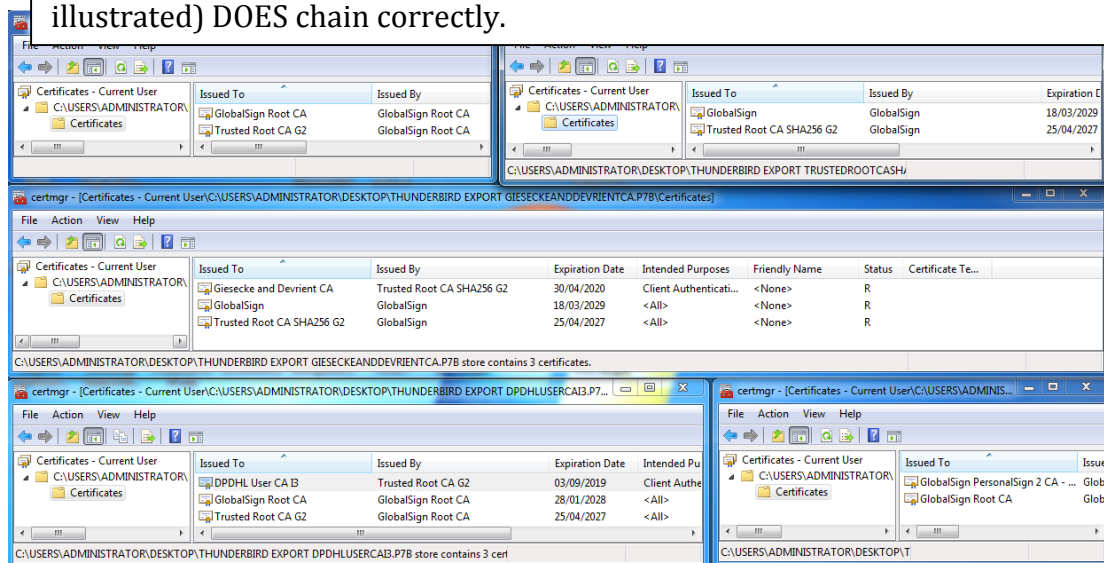 illustrated) DOES chain correctly.
File Action View Help
Certificates - Current User
C:\USERS\ADMINISTRATOR\
Certificates
Issued To Issued By
GlobalSign Root CA GlobalSign Root CA
Trusted Root CA G2 GlobalSign Root CA
File Action View Help
Certificates - Current User
C:\USERS\ADMINISTRATOR\
Certificates
Issued To Issued By Expiration D
GlobalSign GlobalSign 18/03/2029
Trusted Root CA SHA256 G2 GlobalSign 25/04/2027
C:\USERS\ADMINISTRATOR\DESKTOP\THUNDERBIRD EXPORT TRUSTEDROOTCASHA
certmgr - [Certificates - Current User\C:\USERS\ADMINISTRATOR\DESKTOP\THUNDERBIRD EXPORT GIESECKEANDDEVRIENTCA.P7B\Certificates]
File Action View Help
Certificates - Current User
C:\USERS\ADMINISTRATOR\
Certificates
Issued To Issued By Expiration Date Intended Purposes Friendly Name Status Certificate Te...
Giesecke and Devrient CA Trusted Root CA SHA256 G2 30/04/2020 Client Authenticati... <None> R
GlobalSign GlobalSign 18/03/2029 <All> <None> R
Trusted Root CA SHA256 G2 GlobalSign 25/04/2027 <All> <None> R
C:\USERS\ADMINISTRATOR\DESKTOP\THUNDERBIRD EXPORT GIESECKEANDDEVRIENTCA.P7B store contains 3 certificates.
certmgr - [Certificates - Current User\C:\USERS\ADMINISTRATOR\DESKTOP\THUNDERBIRD EXPORT DPDHLUSERCAI3.P7...
File Action View Help
Certificates - Current User
C:\USERS\ADMINISTRATOR\
Certificates
Issued To Issued By Expiration Date Intended Pu
DPDHL User CA I3 Trusted Root CA G2 03/09/2019 Client Authe
GlobalSign Root CA GlobalSign Root CA 28/01/2028 <All>
Trusted Root CA G2 GlobalSign Root CA 25/04/2027 <All>
C:\USERS\ADMINISTRATOR\DESKTOP\THUNDERBIRD EXPORT DPDHLUSERCAI3.P7B store contains 3 cert
certmgr - [Certificates - Current User\C:\USERS\ADMINIS...
File Action View Help
Certificates - Current User
C:\USERS\ADMINISTRATOR\
Certificates
Issued To Issue
GlobalSign PersonalSign 2 CA - ... Glob
GlobalSign Root CA Glob
C:\USERS\ADMINISTRATOR\DESKTOP\T